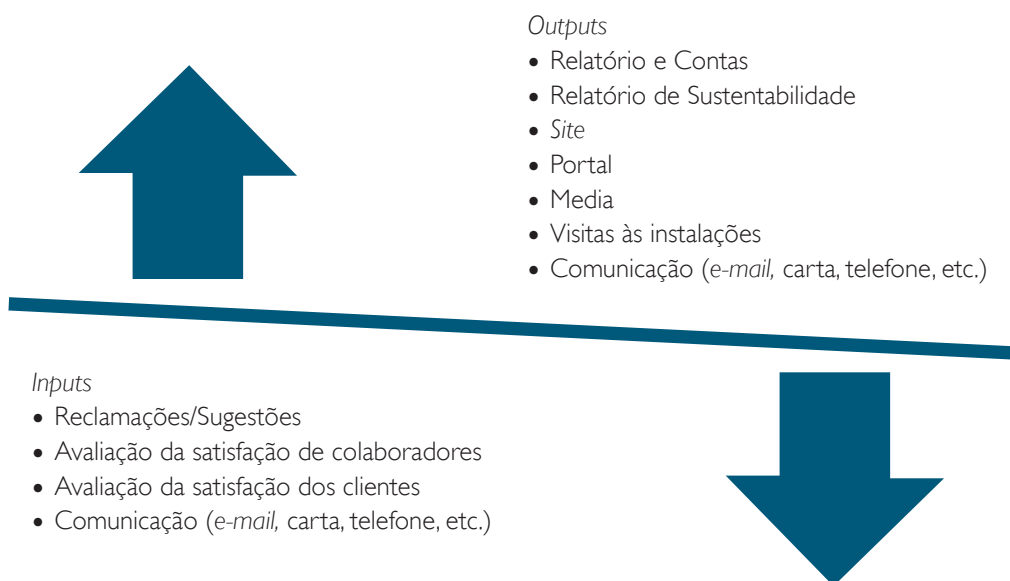 Outputs
• Relatório e Contas
• Relatório de Sustentabilidade
• Site
• Portal
• Media
• Visitas às instalações
• Comunicação (e-mail, carta, telefone, etc.)
Inputs
• Reclamações/Sugestões
• Avaliação da satisfação de colaboradores
• Avaliação da satisfação dos clientes
• Comunicação (e-mail, carta, telefone, etc.)